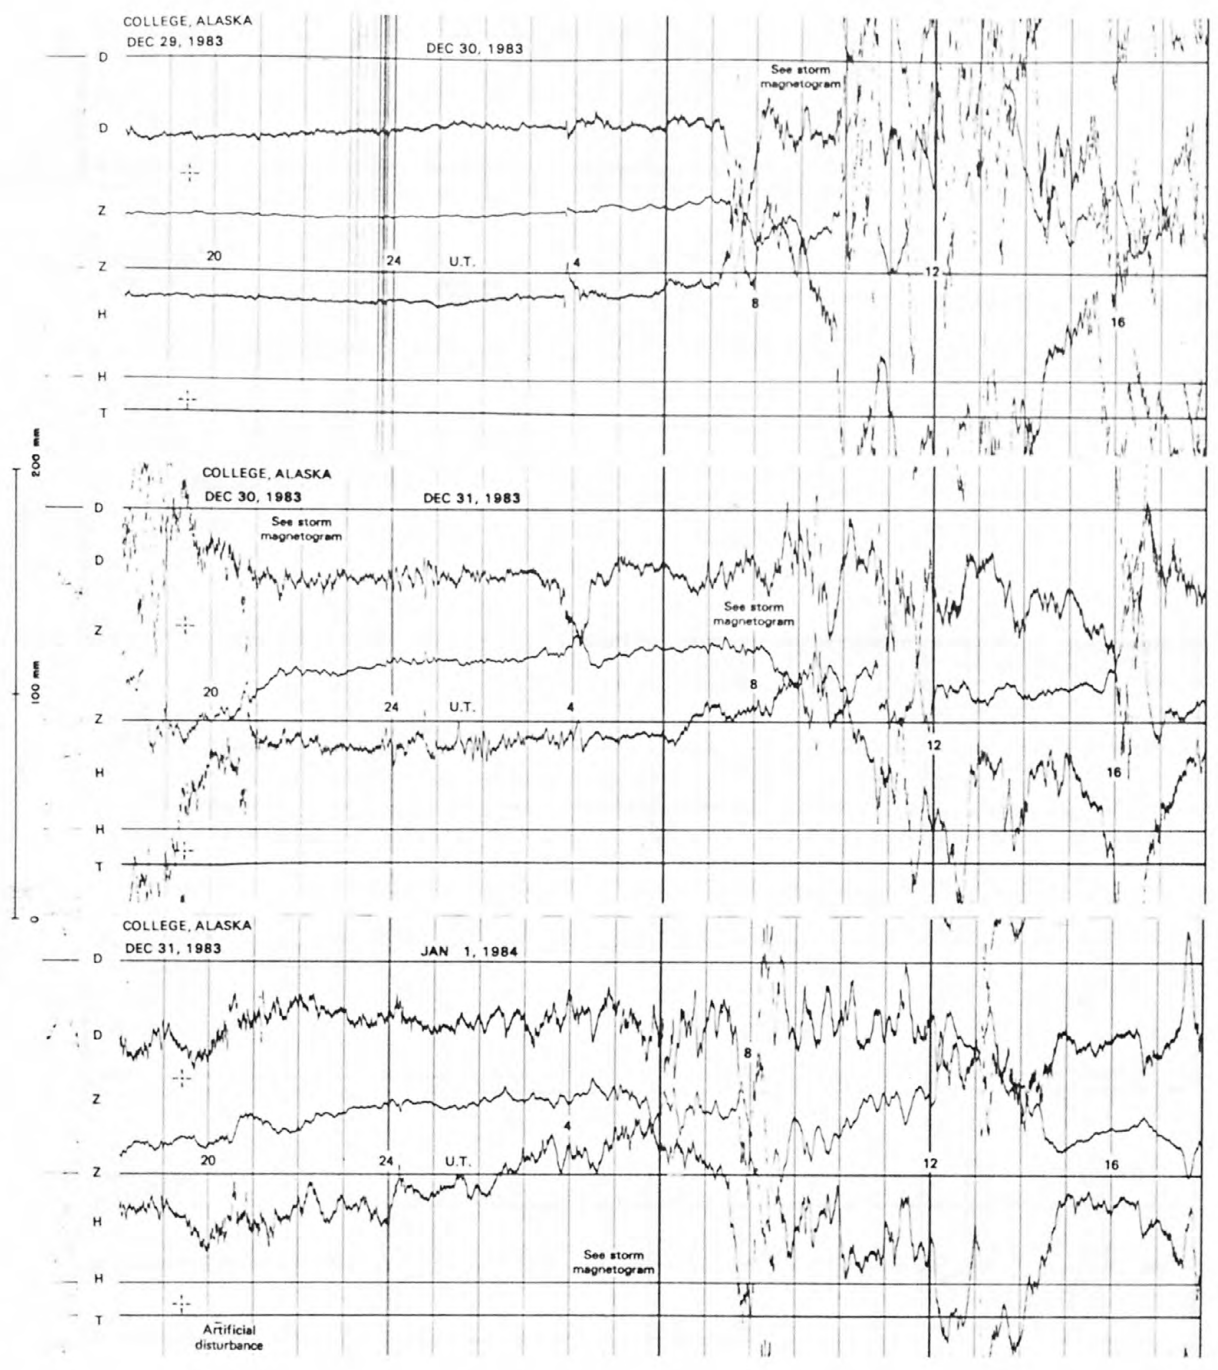 COLLEGE, ALASKA
DEC 29, 1983
DEC 30, 1983
D
See storm
magnetogram
D
Z
20
24
U.T.
4
Z
12
8
H
16
H
T
200 mm
COLLEGE, ALASKA
DEC 30, 1983
DEC 31, 1983
D
See storm
magnetogram
D
See storm
magnetogram
Z
100 mm
20
8
24
U.T.
4
Z
12
H
16
H
T
0
COLLEGE, ALASKA
DEC 31, 1983
JAN 1, 1984
D
D
8
Z
4
20
24
U.T.
12
16
Z
H
See storm
magnetogram
H
T
Artificial
disturbance